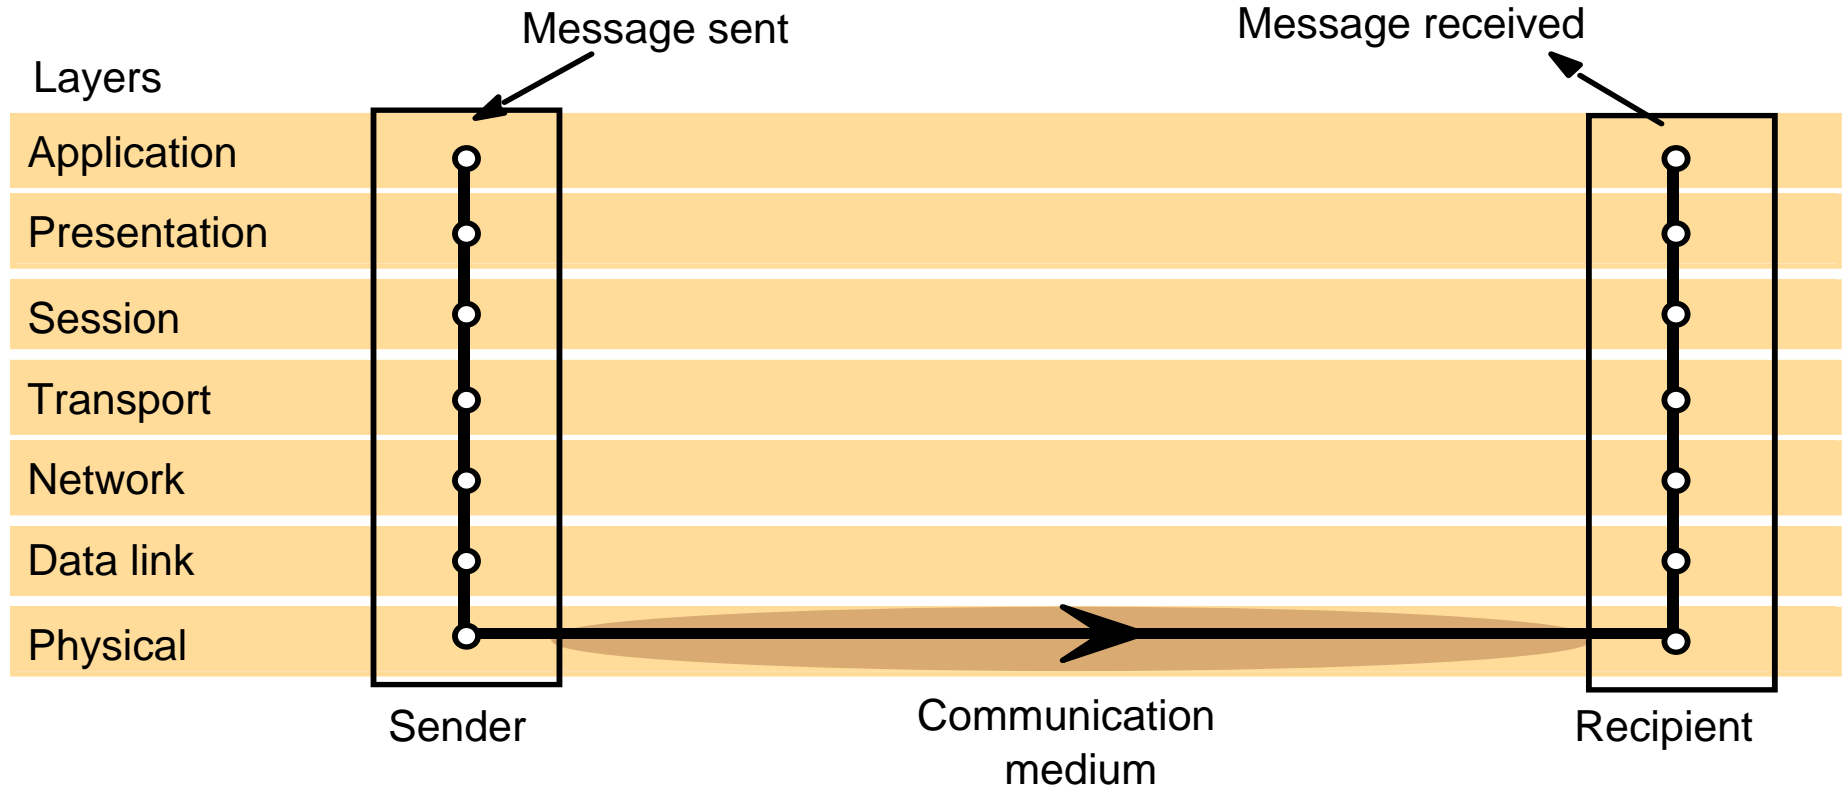 Message sent
Message received
Layers
Application
Presentation
Session
Transport
Network
Data link
Physical
Sender
Communication
medium
Recipient